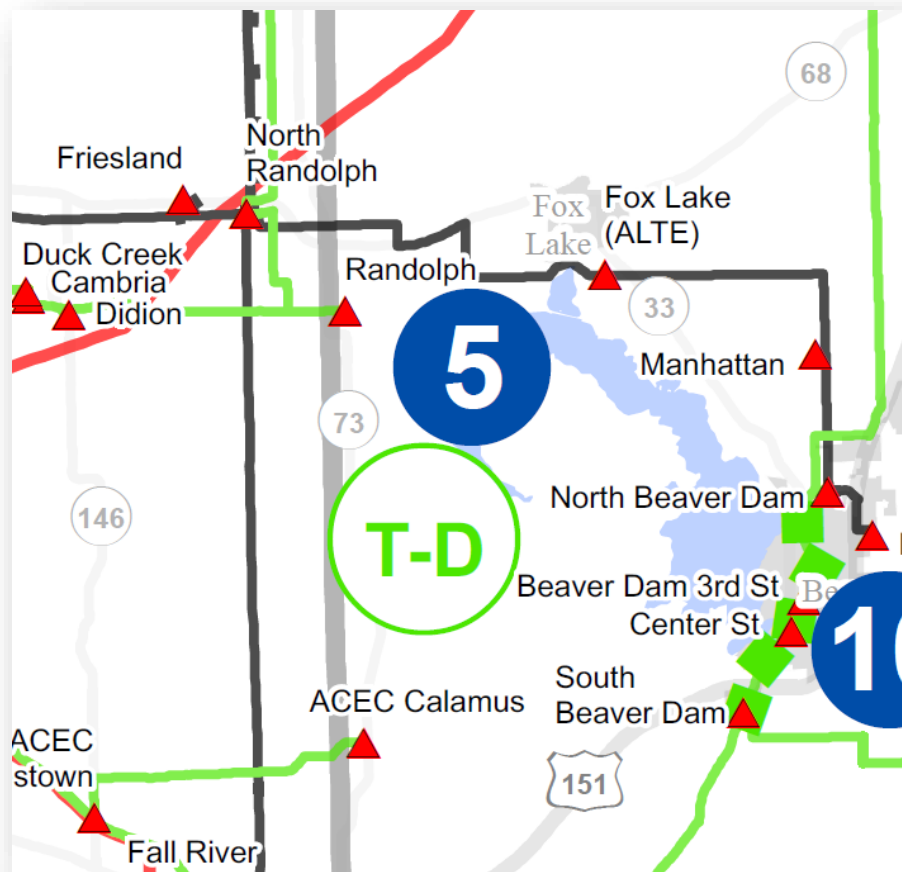 68
North
Randolph
Friesland
Fox
Lake
Fox Lake
(ALTE)
Duck Creek
Cambria
Didion
Randolph
33
5
Manhattan
73
T-D
146
North Beaver Dam
Beaver Dam 3rd St
Be
Center St
10
South
Beaver Dam
ACEC Calamus
ACEC
stown
151
Fall River